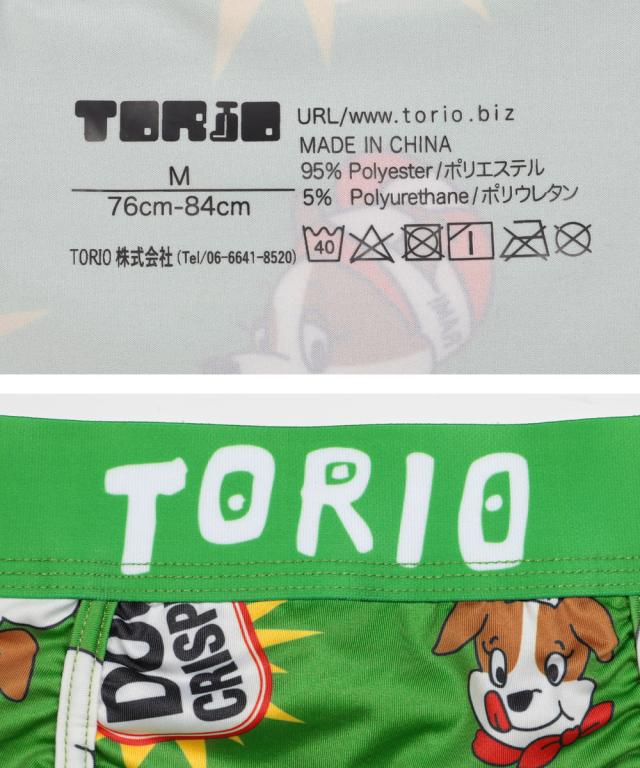 TORIO
M
76cm-84cm
TORIO 株式会社(Tel/06-6641-8520)
URL/www.torio.biz
MADE IN CHINA
95% Polyester/ポリエステル
5% Polyurethane/ポリウレタン
40
IMARI
TORIO
CRISP